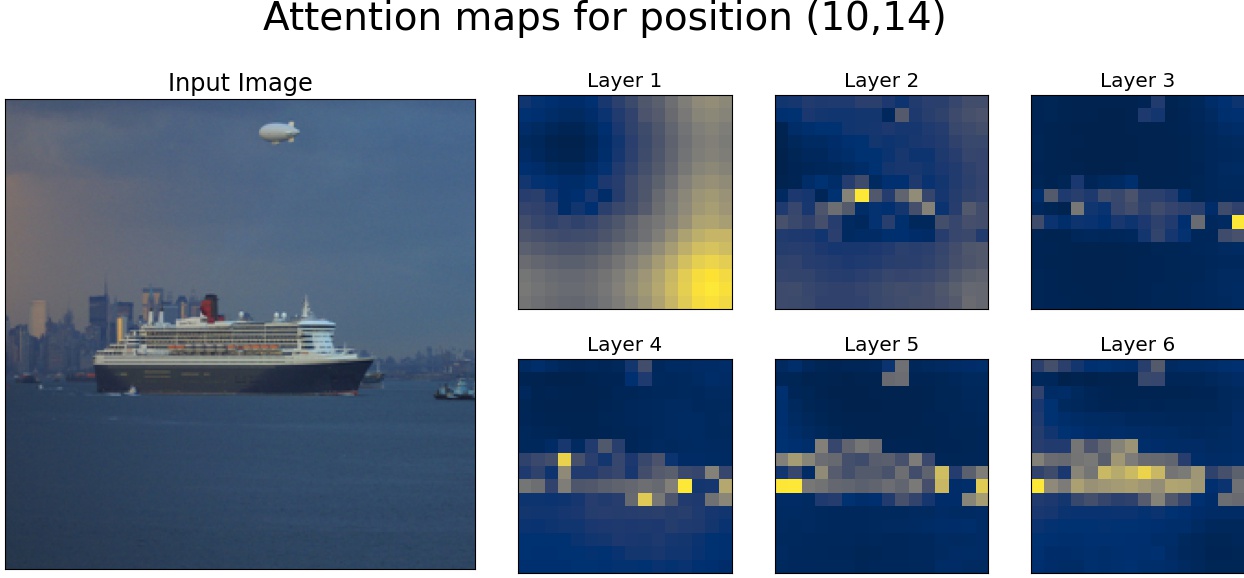 Attention maps for position (10,14)
Input Image
Layer 1
Layer 2
Layer 3
Layer 4
Layer 5
Layer 6